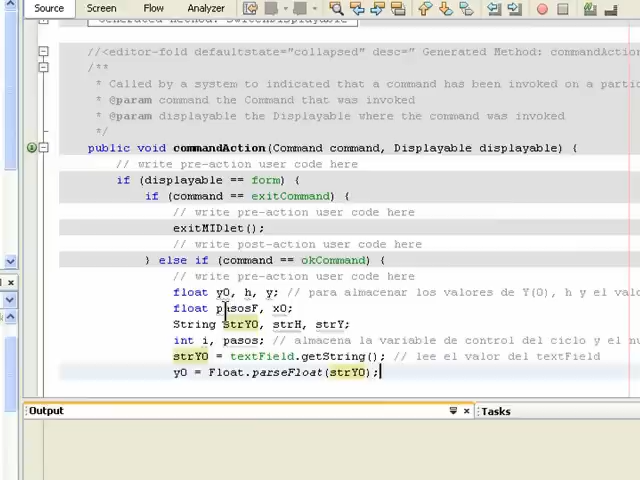 Source Screen Flow Analyzer
//<editor-fold defaultstate="collapsed" desc=" Generated Method: commandAction
/**
* Called by a system to indicated that a command has been invoked on a parti
* @param command the Command that was invoked
* @param displayable the Displayable where the command was invoked
*/
public void commandAction(Command command, Displayable displayable) {
// write pre-action user code here
if (displayable == form) {
if (command == exitCommand) {
// write pre-action user code here
exitMIDlet();
// write post-action user code here
} else if (command == okCommand) {
// write pre-action user code here
float y0, h, y; // para almacenar los valores de Y(0), h y el valo
float pasosF, x0;
String strY0, strH, strY;
int i, pasos; // almacena la variable de control del ciclo y el nu
strY0 = textField.getString(); // lee el valor del textField
y0 = Float.parseFloat(strY0);
Output Tasks